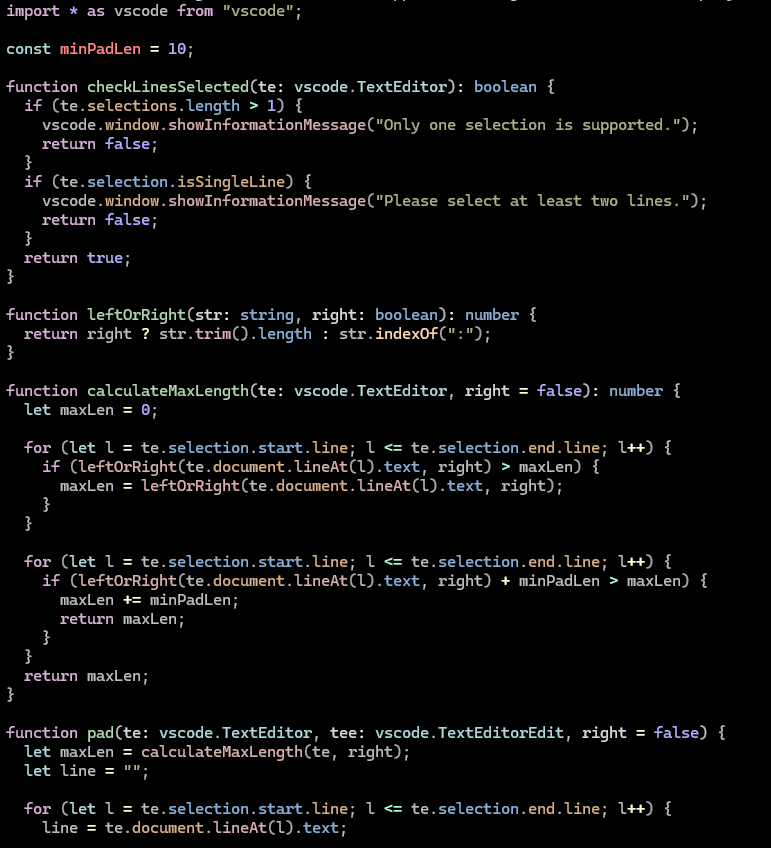 import * as vscode from "vscode";
const minPadLen = 10;
function checkLinesSelected(te: vscode.TextEditor): boolean {
if (te.selections.length > 1) {
vscode.window.showInformationMessage("Only one selection is supported.");
return false;
}
if (te.selection.isSingleLine) {
vscode.window.showInformationMessage("Please select at least two lines.");
return false;
}
return true;
}
function leftOrRight(str: string, right: boolean): number {
return right ? str.trim().length : str.indexOf(":");
}
function calculateMaxLength(te: vscode.TextEditor, right = false): number {
let maxLen = 0;
for (let l = te.selection.start.line; l <= te.selection.end.line; l++) {
if (leftOrRight(te.document.lineAt(l).text, right) > maxLen) {
maxLen = leftOrRight(te.document.lineAt(l).text, right);
}
}
for (let l = te.selection.start.line; l <= te.selection.end.line; l++) {
if (leftOrRight(te.document.lineAt(l).text, right) + minPadLen > maxLen) {
maxLen += minPadLen;
return maxLen;
}
}
return maxLen;
}
function pad(te: vscode.TextEditor, tee: vscode.TextEditorEdit, right = false) {
let maxLen = calculateMaxLength(te, right);
let line = "";
for (let l = te.selection.start.line; l <= te.selection.end.line; l++) {
line = te.document.lineAt(l).text;